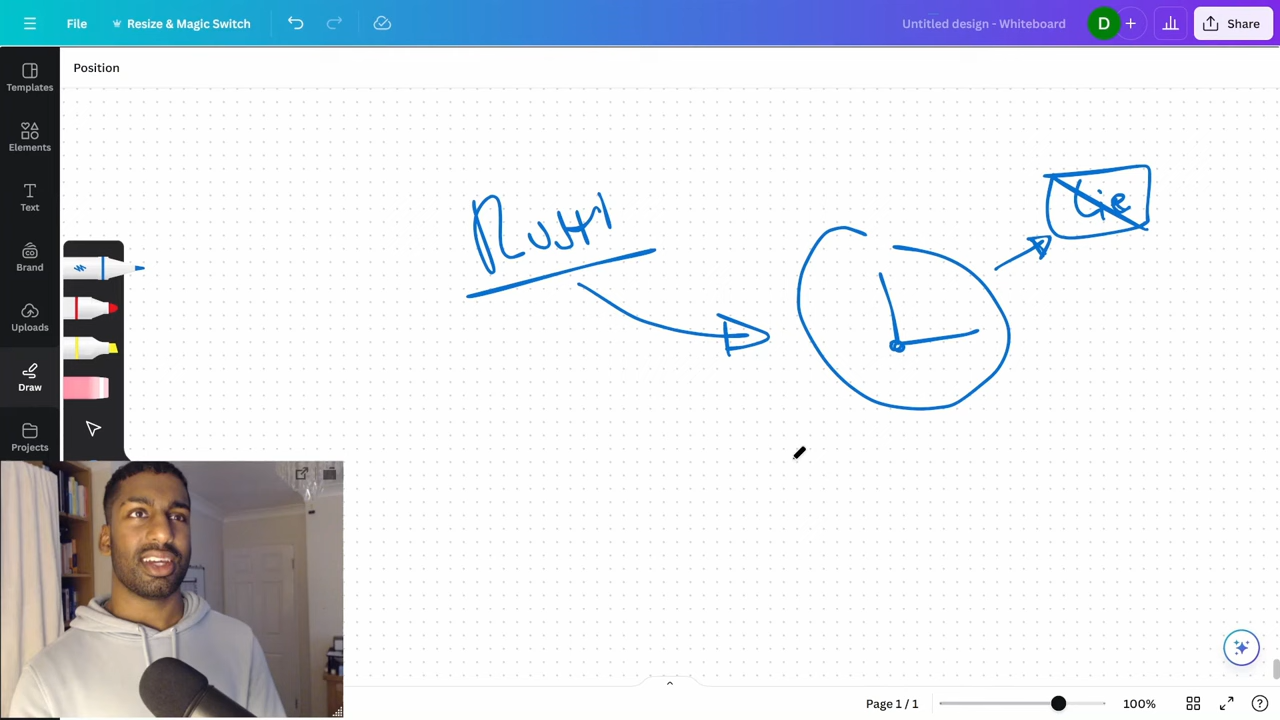 File
Resize & Magic Switch
Untitled design - Whiteboard
D
Share
Position
Templates
Elements
Text
Brand
Uploads
Draw
Projects
Lie
Page 1 / 1
100%